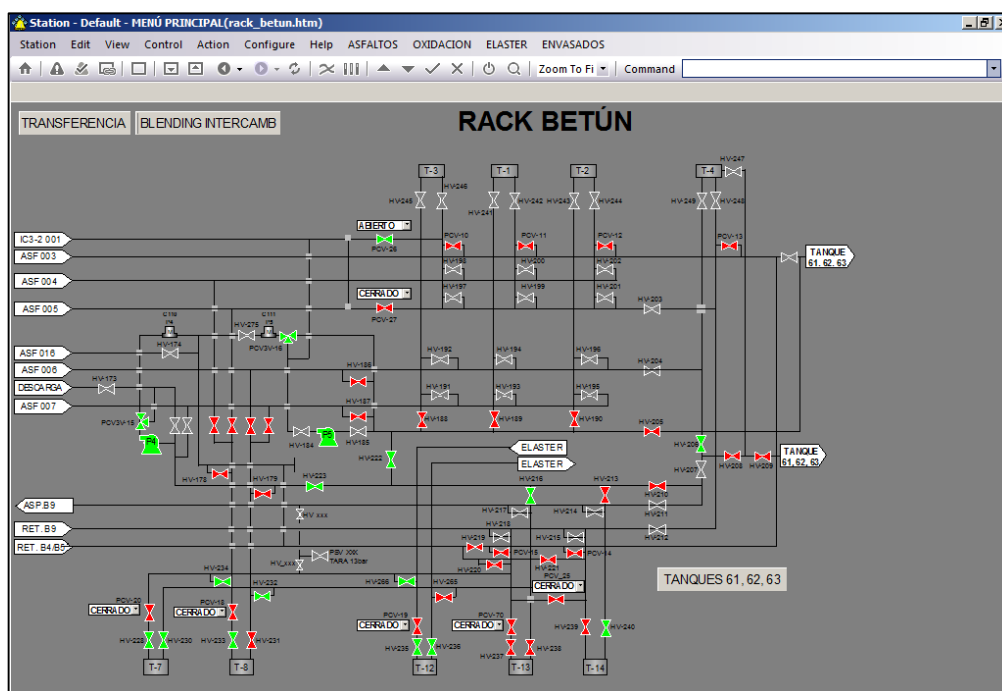 Station - Default - MENÚ PRINCIPAL(rack_betun.htm)
Station Edit View Control Action Configure Help ASFALTOS OXIDACION ELASTER ENVASADOS
Zoom To Fi Command
TRANSFERENCIA BLENDING INTERCAMB RACK BETÚN
T-3 T-1 T-2 T-4 HV-247
HV-245 HV-246 HV-241 HV-242 HV-243 HV-244 HV-249 HV-248
ABIERTO
PCV-26 PCV-10 PCV-11 PCV-12 PCV-13
IC3-2 001
ASF 003
TANQUE
61. 62. 63
HV-198 HV-200 HV-202
ASF 004
HV-197 HV-199 HV-201
CERRADO
PCV-27
HV-203
ASF 005
HV-174 HV-275 PCV3V-16
ASF 016
HV-192 HV-194 HV-196
ASF 006
HV-186 HV-204
DESCARGA
HV-173
HV-191 HV-193 HV-195
ASF 007
HV-187
PCV3V-15
HV-188 HV-189 HV-190
P4 HV-184 P5 HV-185 HV-205
HV-206
ELASTER
ELASTER
HV-222
HV-207 HV-208 HV-209
TANQUE
61, 62, 63
HV-178 HV-179 HV-223 HV-216 HV-213 HV-210
ASP.B9
HV xxx
HV-217 HV-214 HV-211
RET. B9
HV-218 HV-215 HV-212
RET. B4/B5
HV-219 PCV-15 PCV-14
PSV XXX
TARA 13bar
HV_xxx
HV-220 HV-221
HV-234 HV-232 HV-266 HV-265
PCV_25
CERRADO
TANQUES 61, 62, 63
PCV-20
CERRADO
PCV-18
CERRADO
PCV-19
CERRADO
PCV-70
CERRADO
HV-239 HV-240
HV-228 HV-230 HV-233 HV-231 HV-235 HV-236 HV-237 HV-238
T-7 T-8 T-12 T-13 T-14